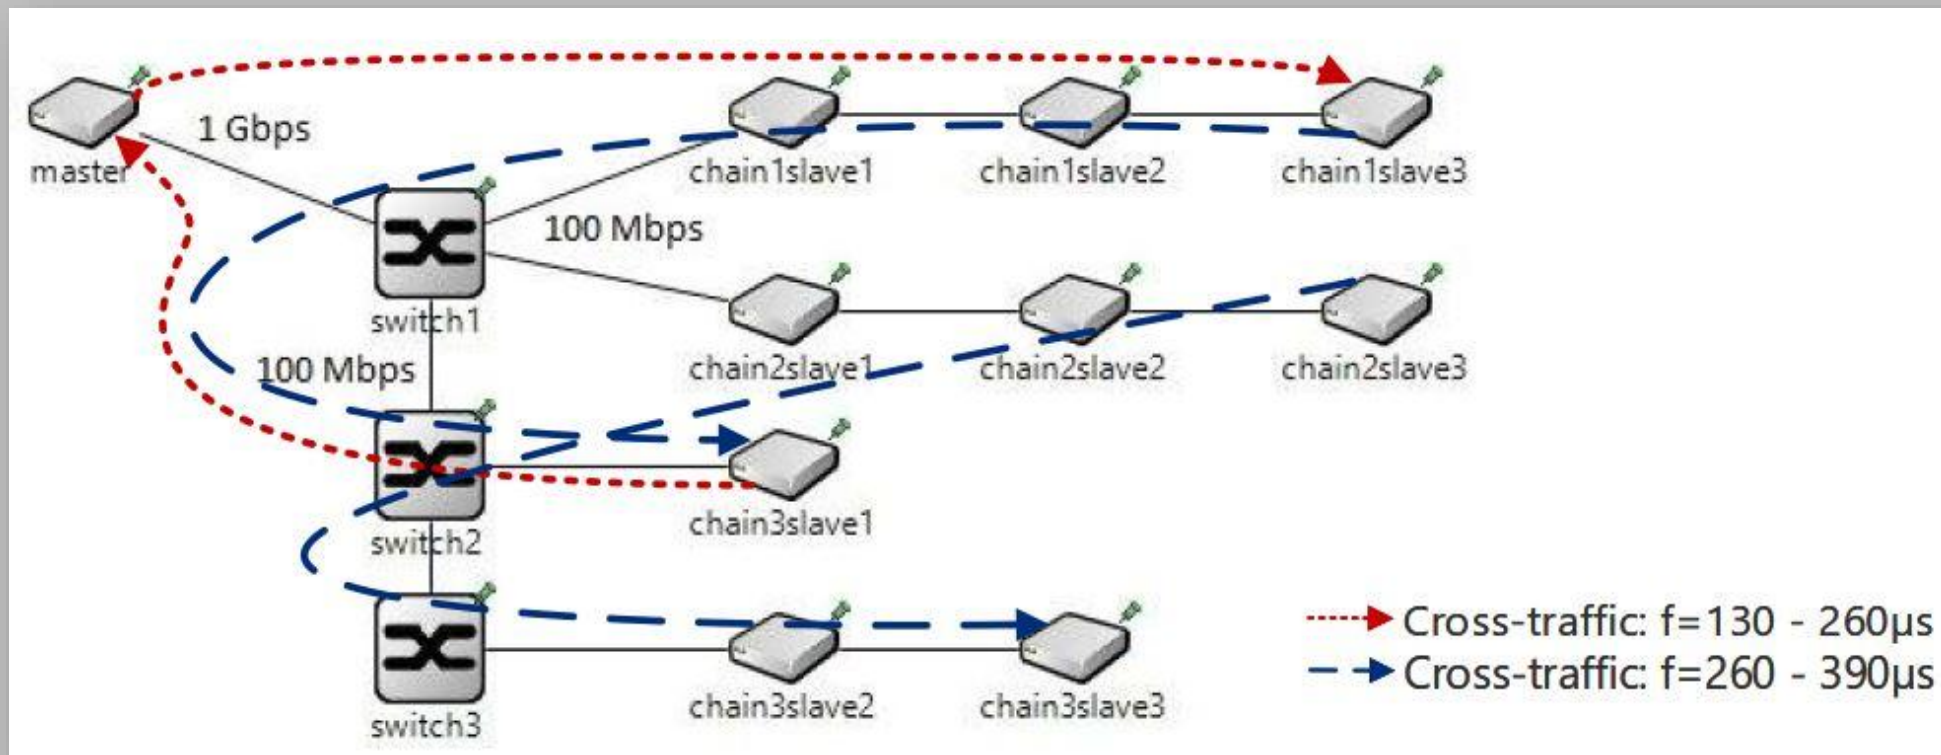 master
1 Gbps
chain1slave1
chain1slave2
chain1slave3
switch1
100 Mbps
chain2slave1
chain2slave2
chain2slave3
100 Mbps
switch2
chain3slave1
switch3
chain3slave2
chain3slave3
Cross-traffic: f=130 - 260µs
Cross-traffic: f=260 - 390µs